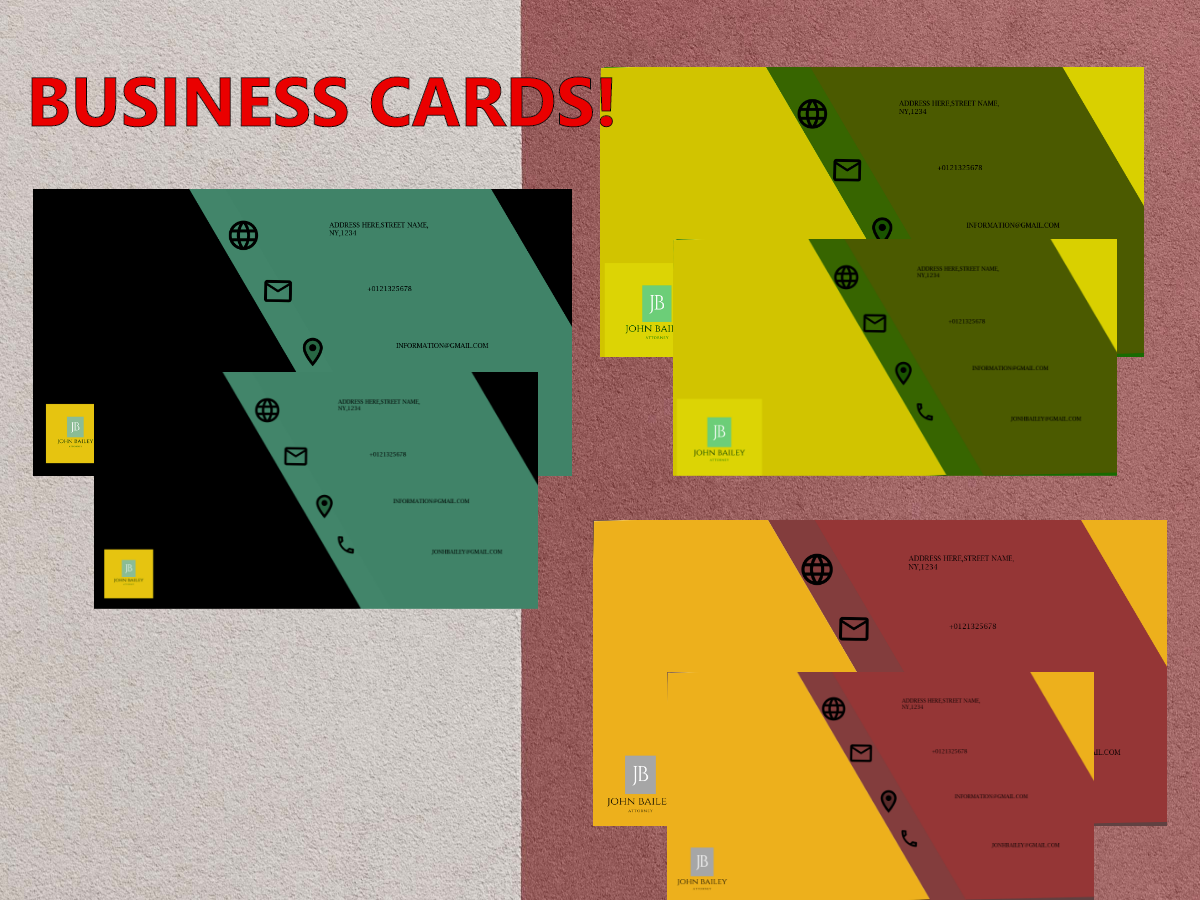 BUSINESS CARDS!
ADDRESS HERE,STREET NAME,
NY,1234
+0121325678
INFORMATION@GMAIL.COM
JB
JOHN BAILEY
ADDRESS HERE,STREET NAME,
NY,1234
+0121325678
INFORMATION@GMAIL.COM
JONHBAILEY@GMAIL.COM
JB
JOHN BAILEY
ADDRESS HERE,STREET NAME,
NY,1234
+0121325678
INFORMATION@GMAIL.COM
JB
JOHN BAI
ATTORNEY
ADDRESS HERE,STREET NAME,
NY,1234
+0121325678
INFORMATION@GMAIL.COM
JONHBAILEY@GMAIL.COM
JB
JOHN BAILEY
ATTORNEY
ADDRESS HERE,STREET NAME,
NY,1234
+0121325678
IL.COM
JB
JOHN BAILE
ATTORNEY
ADDRESS HERE,STREET NAME,
NY,1234
+0121325678
INFORMATION@GMAIL.COM
JONHBAILEY@GMAIL.COM
JB
JOHN BAILEY
ATTORNEY